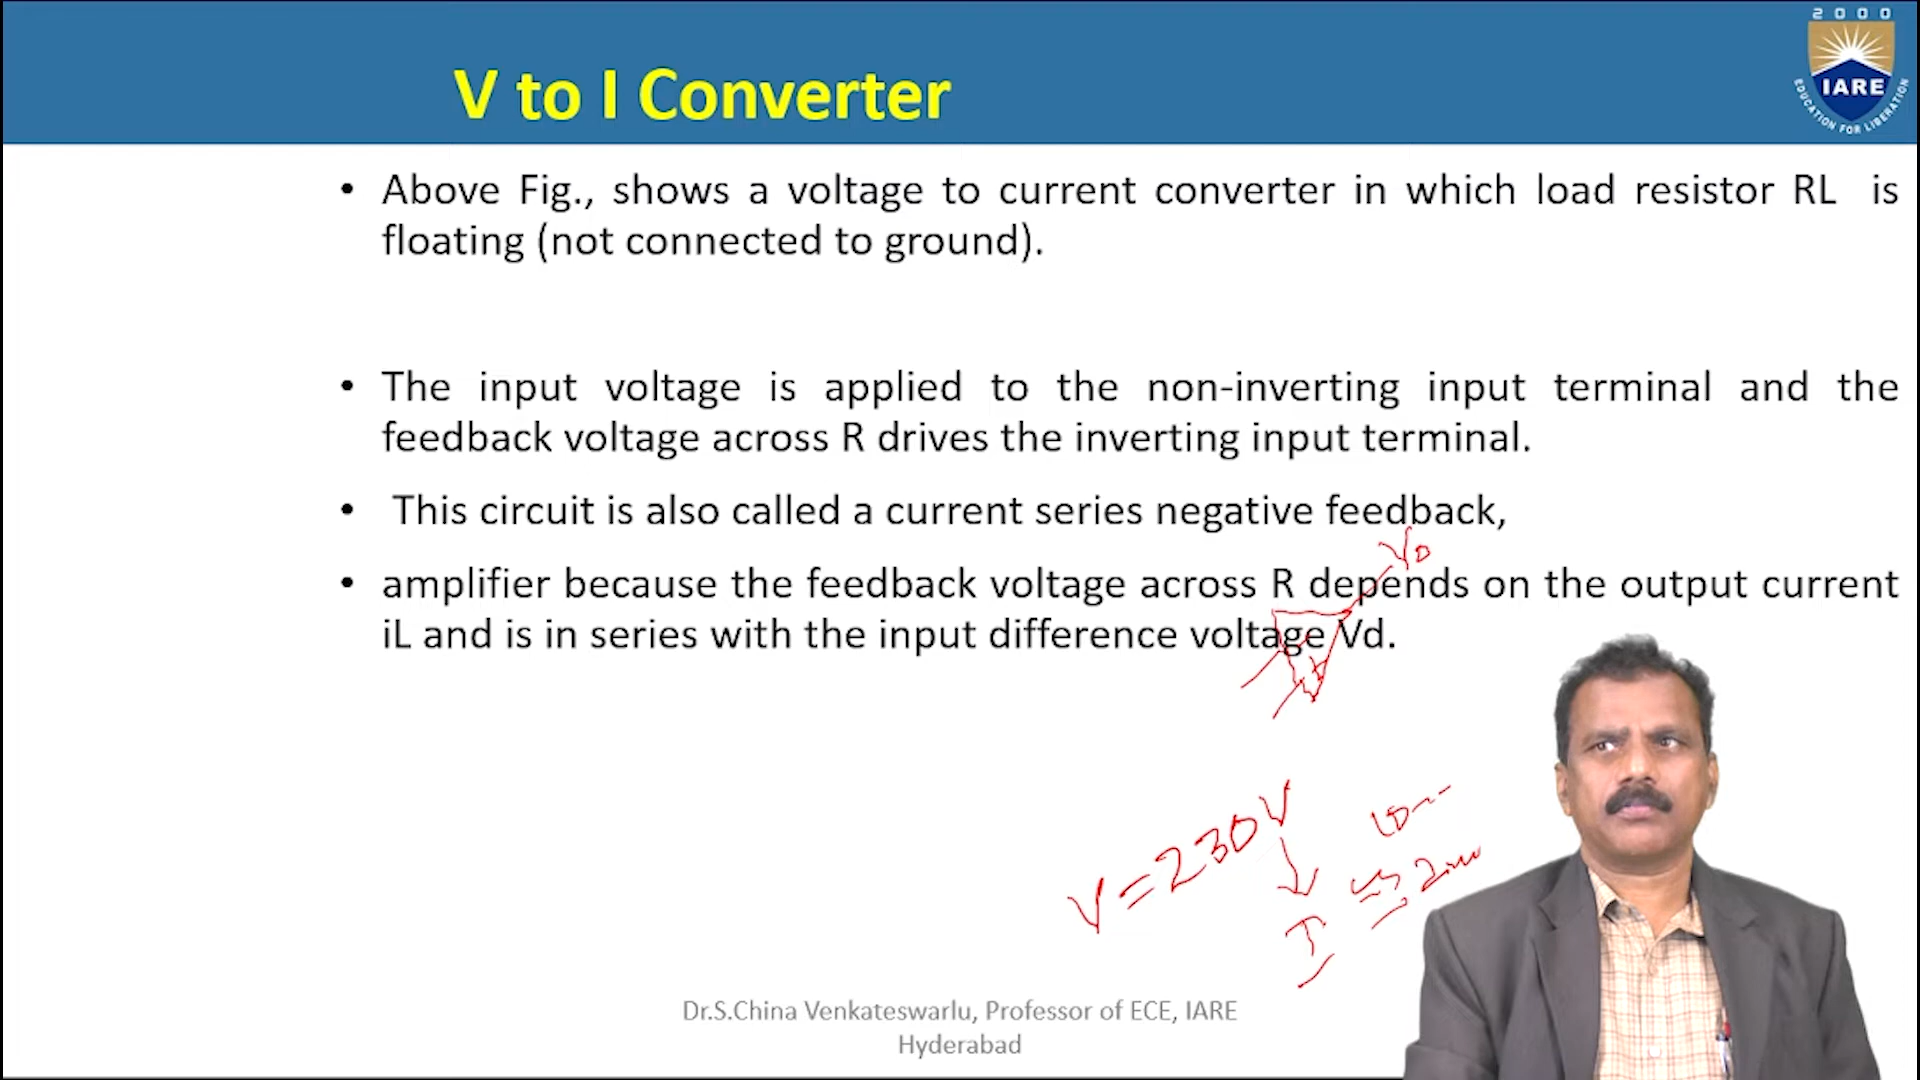 2000
IARE
EDUCATION FOR LIBERATION
V to I Converter
• Above Fig., shows a voltage to current converter in which load resistor RL is
floating (not connected to ground).
• The input voltage is applied to the non-inverting input terminal and the
feedback voltage across R drives the inverting input terminal.
• This circuit is also called a current series negative feedback,
• amplifier because the feedback voltage across R depends on the output current
iL and is in series with the input difference voltage Vd.
Vo
V = 230V
I
Dr.S.China Venkateswarlu, Professor of ECE, IARE
Hyderabad